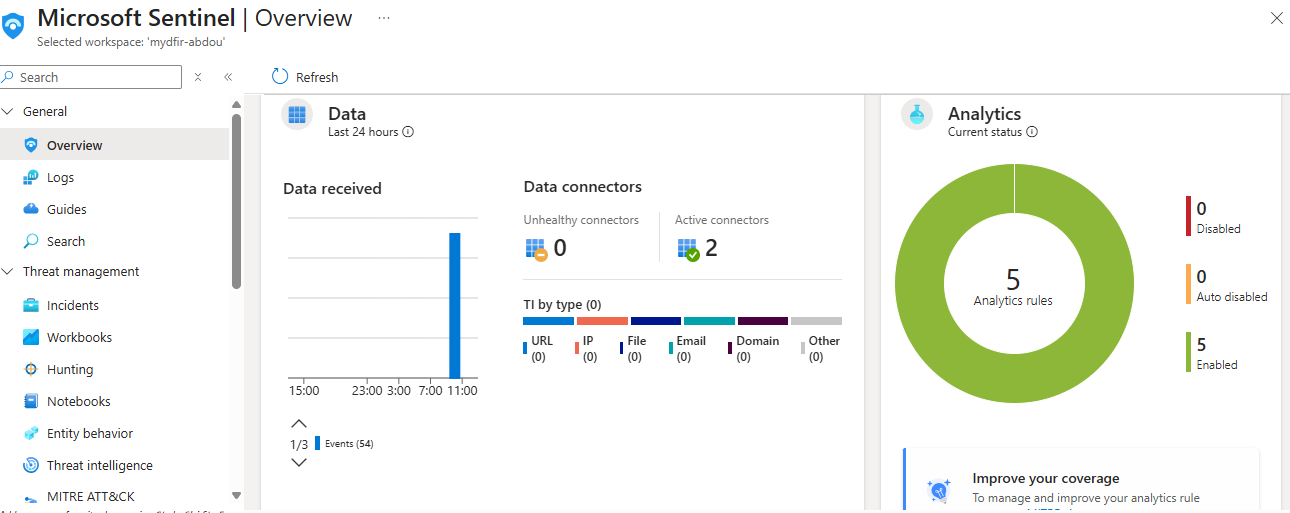 Microsoft Sentinel | Overview ...
Selected workspace: 'mydfir-abdou'
Search
Refresh
General
Overview
Logs
Guides
Search
Threat management
Incidents
Workbooks
Hunting
Notebooks
Entity behavior
Threat intelligence
MITRE ATT&CK
Data
Last 24 hours
Data received
15:00 23:00 3:00 7:00 11:00
1/3 Events (54)
Data connectors
Unhealthy connectors
0
Active connectors
2
TI by type (0)
URL (0)
IP (0)
File (0)
Email (0)
Domain (0)
Other (0)
Analytics
Current status
5
Analytics rules
0
Disabled
0
Auto disabled
5
Enabled
Improve your coverage
To manage and improve your analytics rule